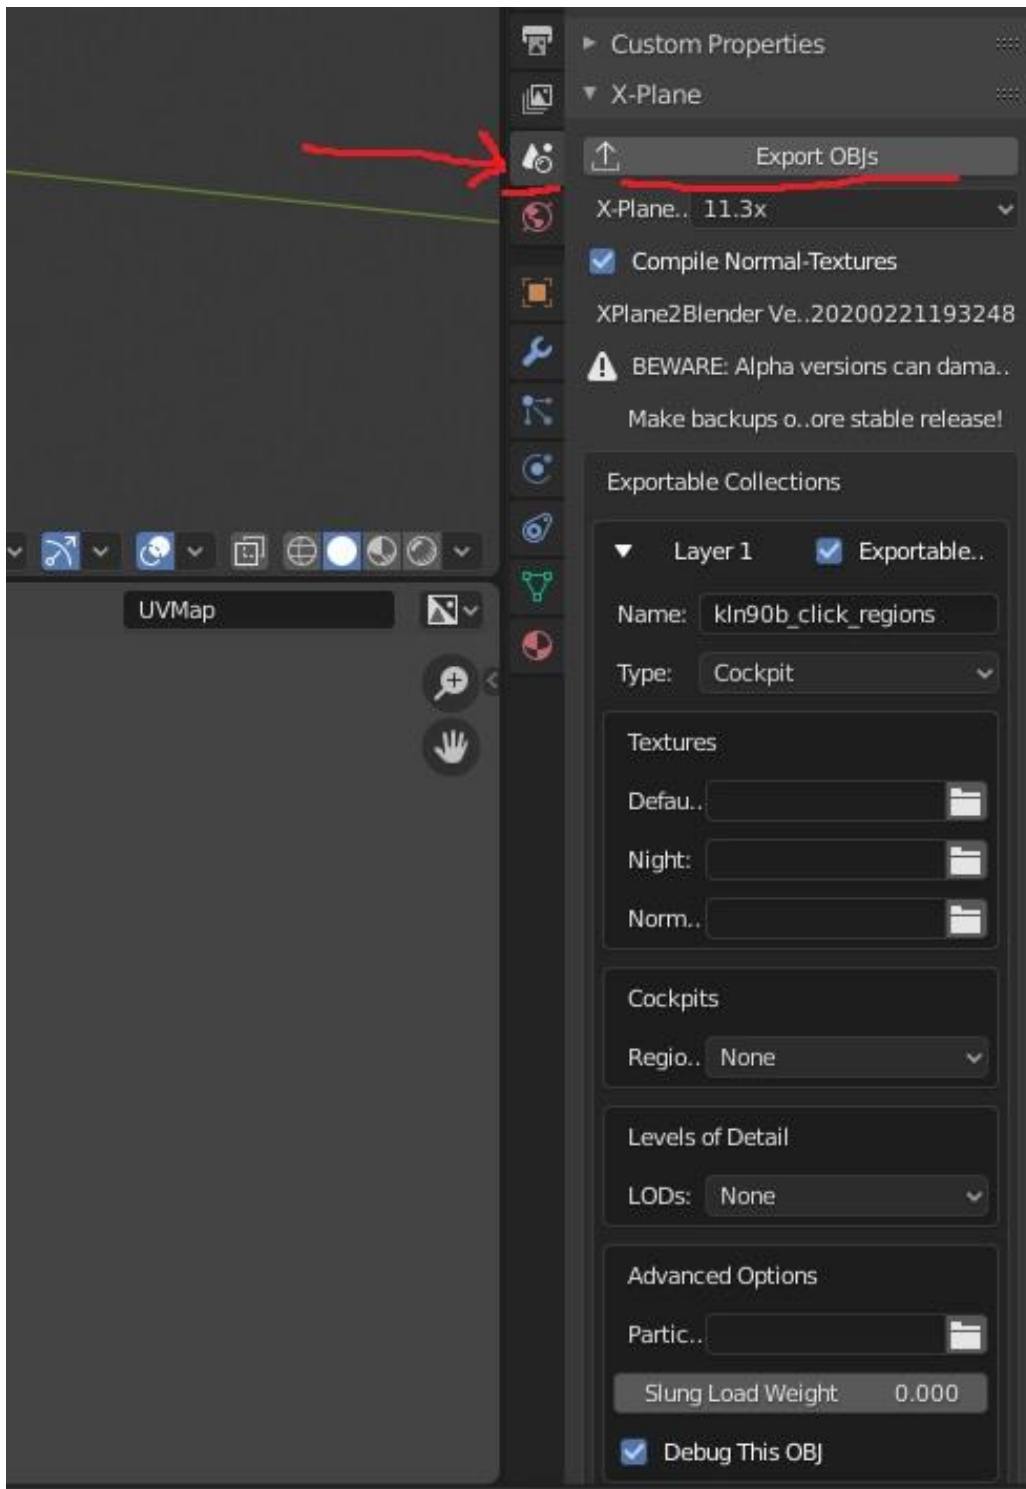 Custom Properties
X-Plane
Export OBJs
X-Plane.. 11.3x
Compile Normal-Textures
XPlane2Blender Ve..20200221193248
BEWARE: Alpha versions can dama..
Make backups o..ore stable release!
Exportable Collections
Layer 1 Exportable..
UVMap
Name: kln90b_click_regions
Type: Cockpit
Textures
Defau..
Night:
Norm..
Cockpits
Regio.. None
Levels of Detail
LODs: None
Advanced Options
Partic..
Slung Load Weight 0.000
Debug This OBJ